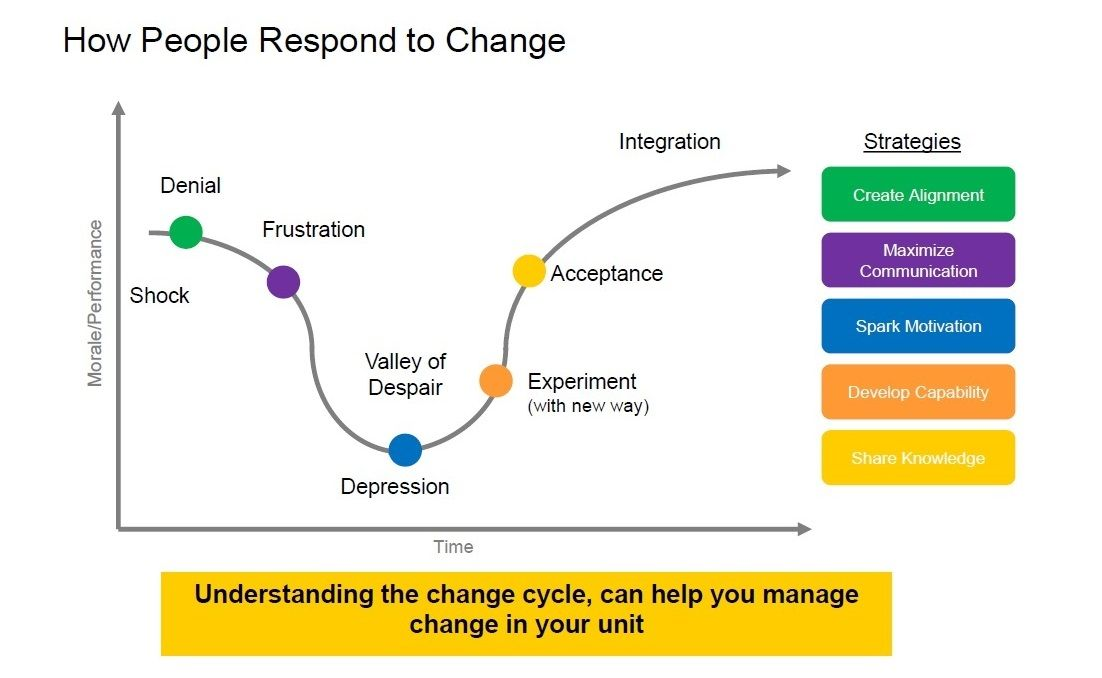 How People Respond to Change
Morale/Performance
Denial
Shock
Frustration
Valley of
Despair
Depression
Experiment
(with new way)
Acceptance
Integration
Time
Strategies
Create Alignment
Maximize
Communication
Spark Motivation
Develop Capability
Share Knowledge
Understanding the change cycle, can help you manage
change in your unit